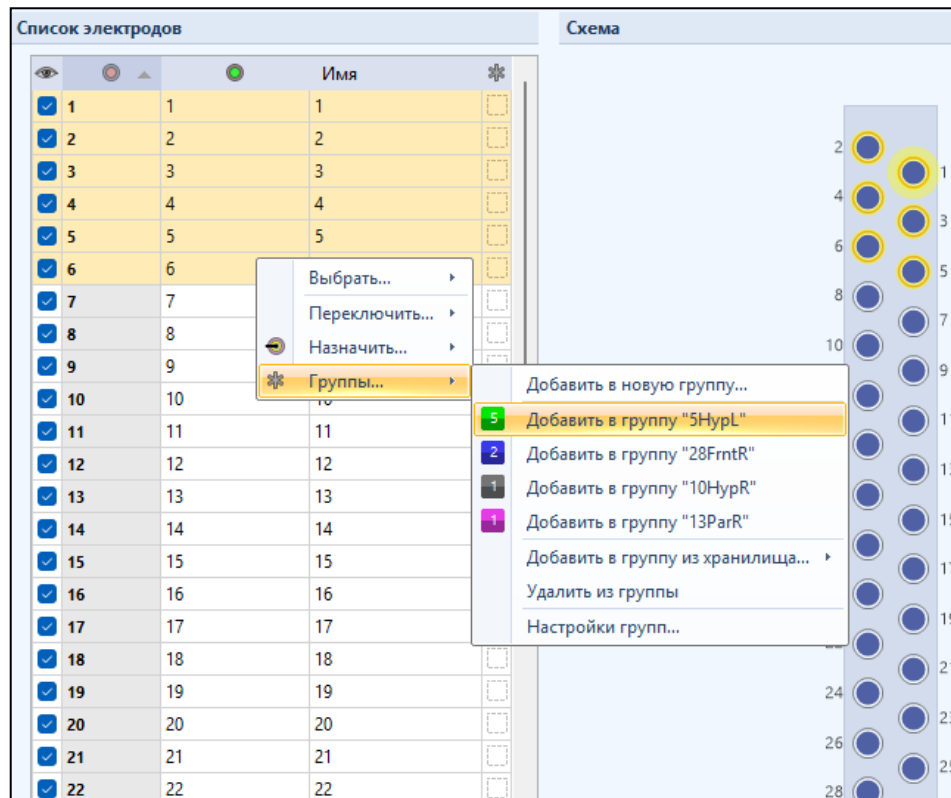 Список электродов
Схема
Имя
1 1 1
2 2 2
3 3 3
4 4 4
5 5 5
6 6
7 7
8 8
9 9
10 10
11 11 11
12 12 12
13 13 13
14 14 14
15 15 15
16 16 16
17 17 17
18 18 18
19 19 19
20 20 20
21 21 21
22 22 22
Выбрать...
Переключить...
Назначить...
Группы...
Добавить в новую группу...
5 Добавить в группу "5HypL"
2 Добавить в группу "28FrntR"
1 Добавить в группу "10HypR"
1 Добавить в группу "13ParR"
Добавить в группу из хранилища...
Удалить из группы
Настройки групп...
2
1
4
3
6
5
8
7
10
9
24
26
28